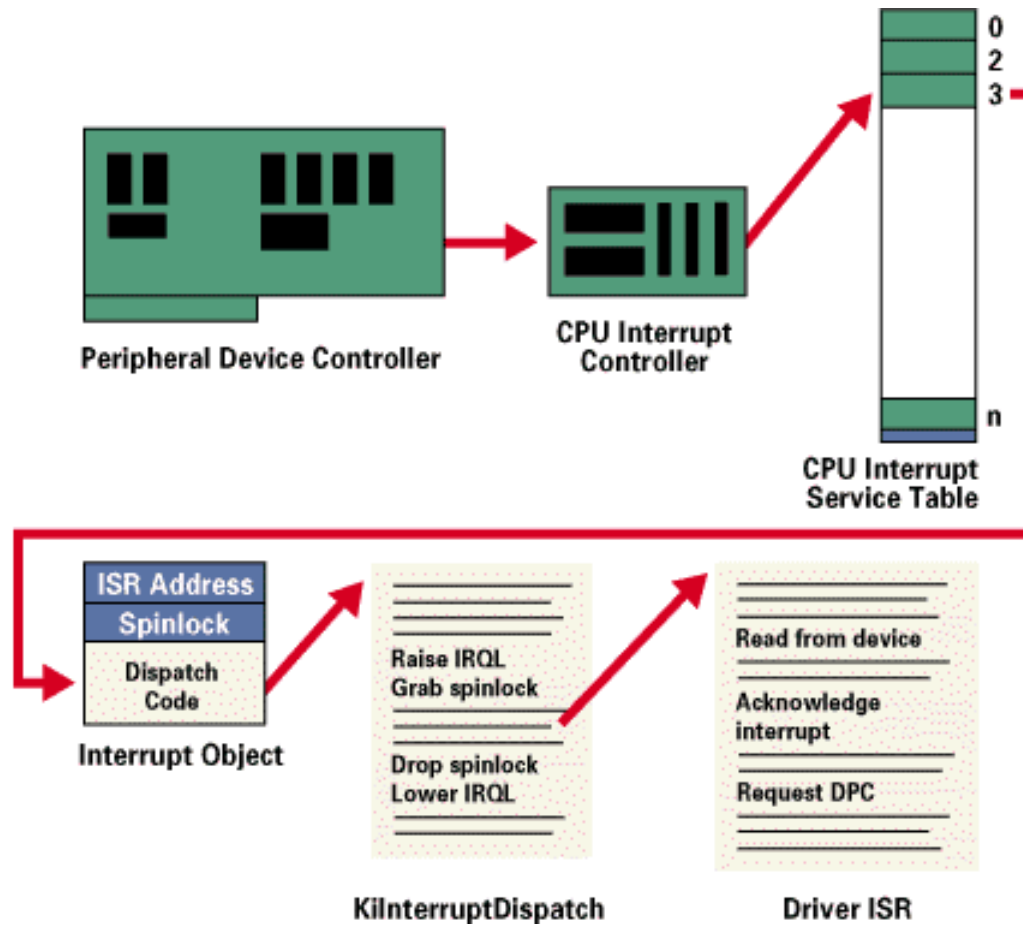 0
2
3
n
Peripheral Device Controller
CPU Interrupt
Controller
CPU Interrupt
Service Table
ISR Address
Spinlock
Dispatch
Code
Interrupt Object
Raise IRQL
Grab spinlock
Drop spinlock
Lower IRQL
KiInterruptDispatch
Read from device
Acknowledge
interrupt
Request DPC
Driver ISR